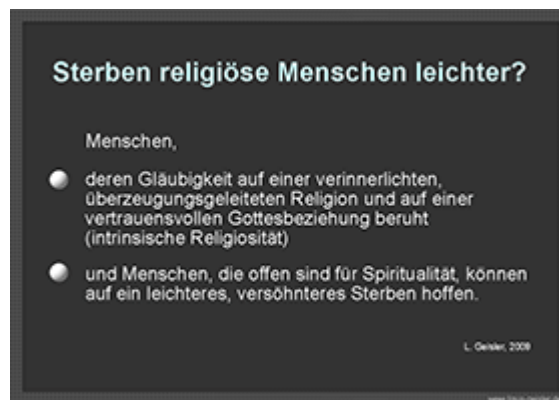 Sterben religiöse Menschen leichter?
Menschen,
deren Gläubigkeit auf einer verinnerlichten,
überzeugungsgeleiteten Religion und auf einer
vertrauensvollen Gottesbeziehung beruht
(intrinsische Religiosität)
und Menschen, die offen sind für Spiritualität, können
auf ein leichteres, versöhnteres Sterben hoffen.
L. Geisler, 2009